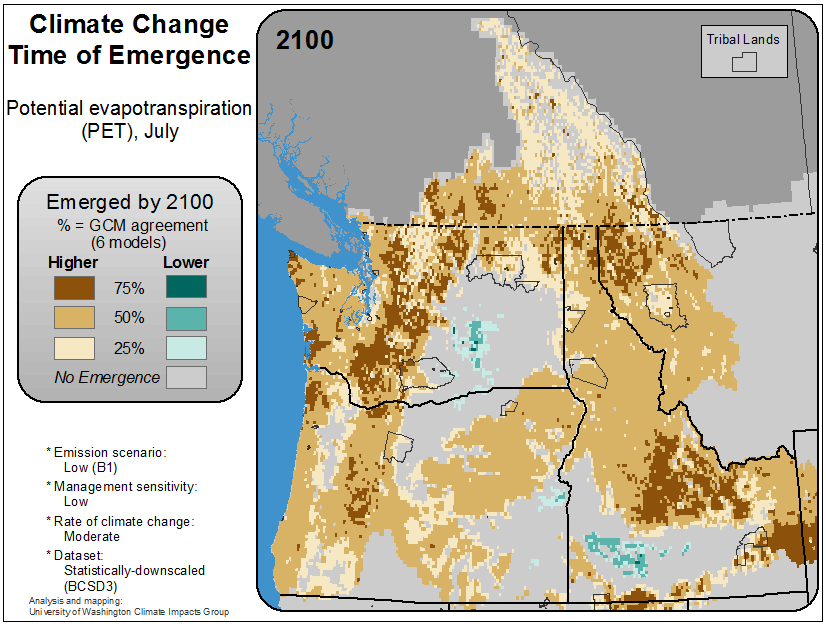 Climate Change
Time of Emergence
Potential evapotranspiration
(PET), July
Emerged by 2100
% = GCM agreement
(6 models)
Higher Lower
75%
50%
25%
No Emergence
* Emission scenario:
Low (B1)
* Management sensitivity:
Low
* Rate of climate change:
Moderate
* Dataset:
Statistically-downscaled
(BCSD3)
Analysis and mapping:
University of Washington Climate Impacts Group
2100
Tribal Lands